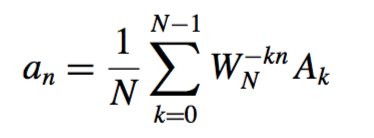 a_n = \frac{1}{N} \sum_{k=0}^{N-1} W_N^{-kn} A_k